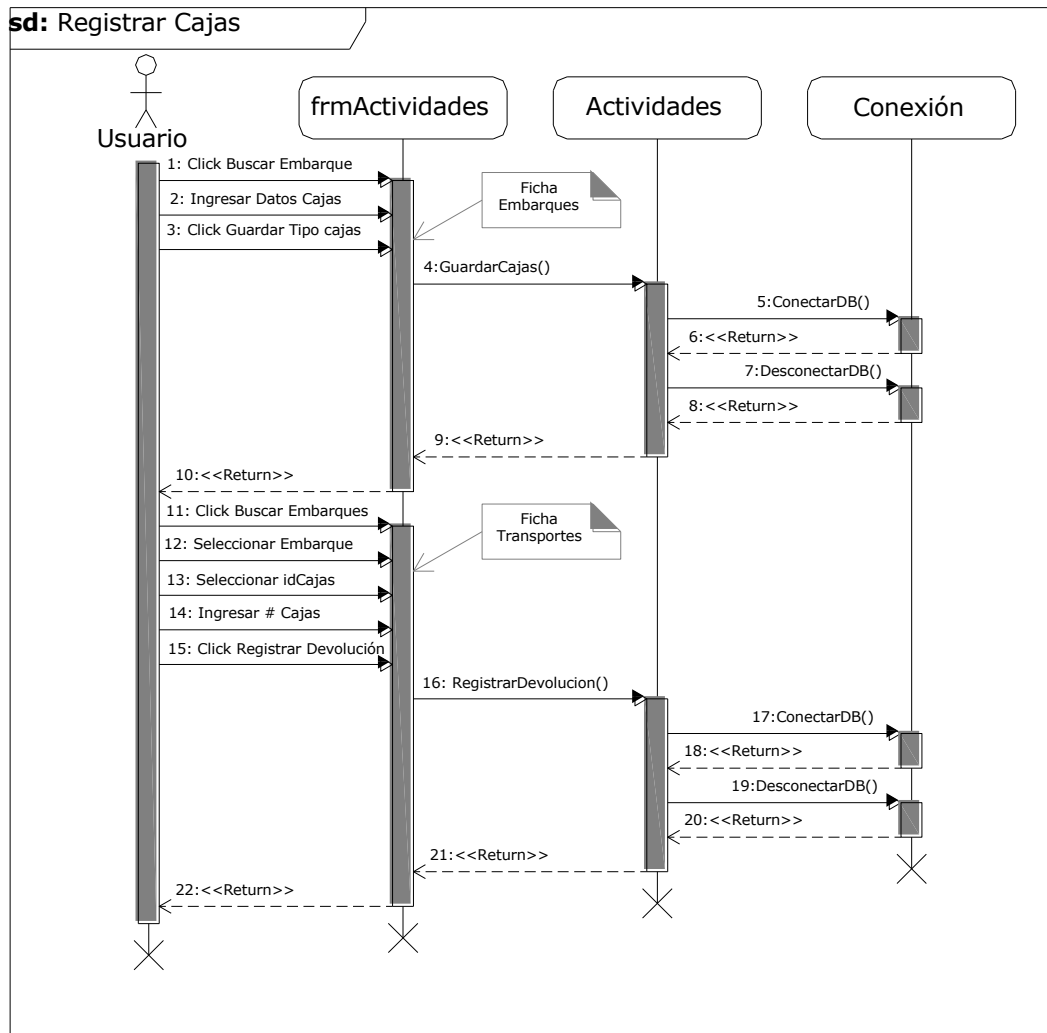 sd: Registrar Cajas
frmActividades
Actividades
Conexión
Usuario
1: Click Buscar Embarque
Ficha
Embarques
2: Ingresar Datos Cajas
3: Click Guardar Tipo cajas
4:GuardarCajas()
5:ConectarDB()
6:<<Return>>
7:DesconectarDB()
8:<<Return>>
9:<<Return>>
10:<<Return>>
11: Click Buscar Embarques
Ficha
Transportes
12: Seleccionar Embarque
13: Seleccionar idCajas
14: Ingresar # Cajas
15: Click Registrar Devolución
16: RegistrarDevolucion()
17:ConectarDB()
18:<<Return>>
19:DesconectarDB()
20:<<Return>>
21:<<Return>>
22:<<Return>>